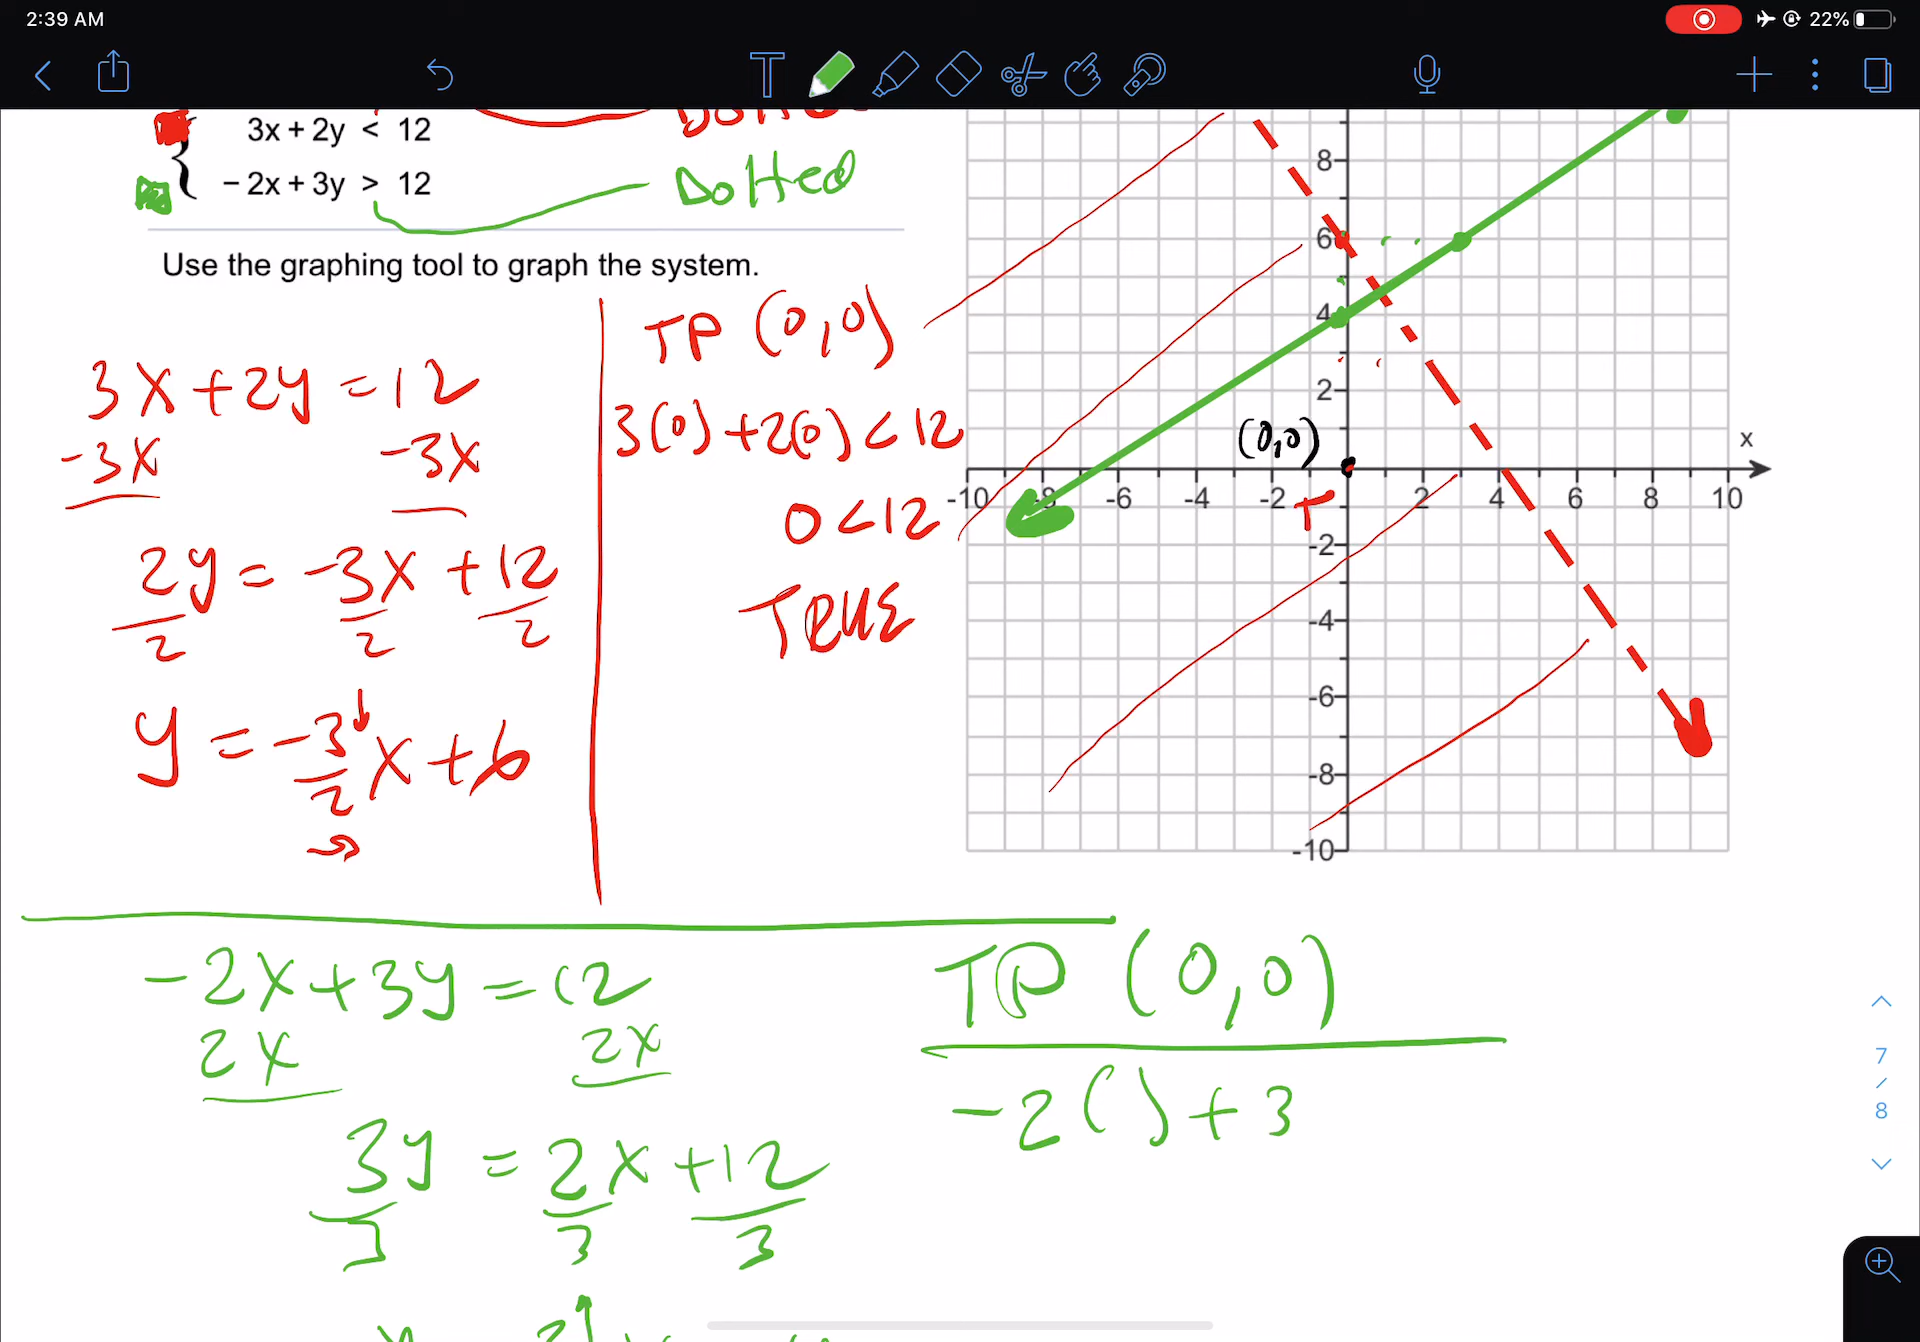 2:39 AM
22%
3x + 2y < 12
Dotted
- 2x + 3y > 12
Dotted
Use the graphing tool to graph the system.
3x + 2y = 12
-3x -3x
2y = -3x + 12
2 2 2
y = -3/2 x + 6
TP (0,0)
3(0) + 2(0) < 12
0 < 12
TRUE
8
6
4
2
(0,0)
x
-10 -8 -6 -4 -2 2 4 6 8 10
T
-2
-4
-6
-8
-10
-2x + 3y = 12
2x 2x
3y = 2x + 12
3 3 3
TP (0,0)
-2( ) + 3
7
/
8